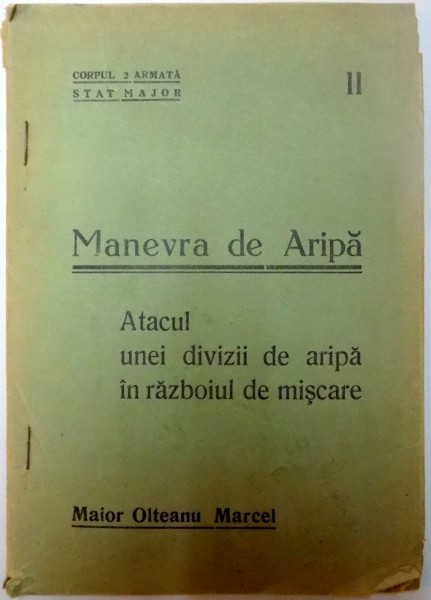 CORPUL 2 ARMATĂ
STAT MAJOR
II
Manevra de Aripă
Atacul
unei divizii de aripă
în războiul de mişcare
Maior Olteanu Marcel